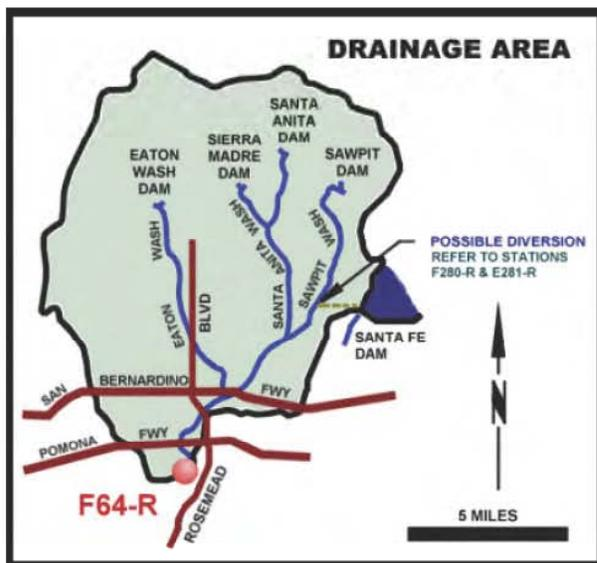 DRAINAGE AREA
SANTA
ANITA
DAM
SIERRA
MADRE
DAM
EATON
WASH
DAM
SAWPIT
DAM
WASH
ANITA WASH
SANTA
WASH
SAWPIT
EATON
BLVD
POSSIBLE DIVERSION
REFER TO STATIONS
F280-R & E281-R
SANTA FE
DAM
SAN BERNARDINO FWY
POMONA FWY
F64-R
ROSEMEAD
N
5 MILES